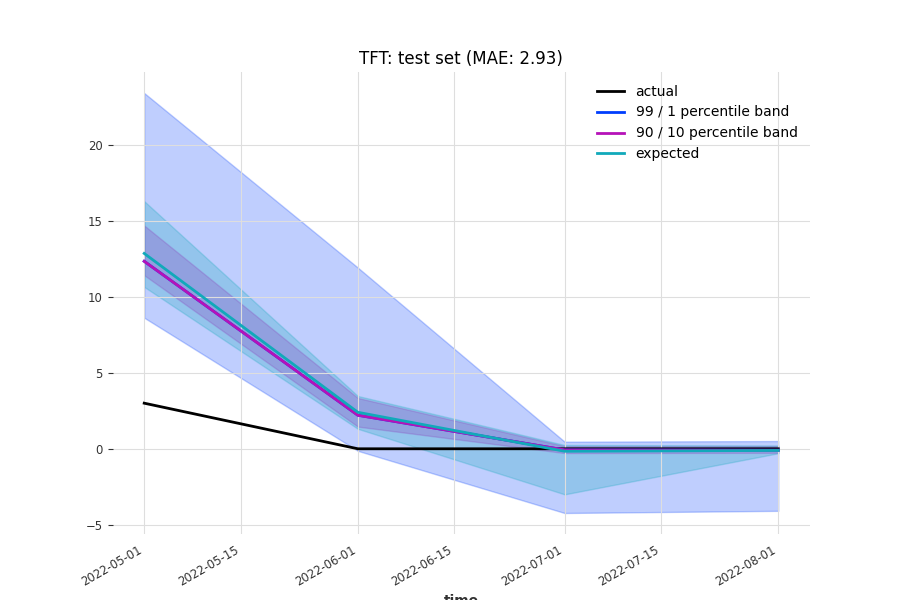 TFT: test set (MAE: 2.93)
actual
99 / 1 percentile band
90 / 10 percentile band
expected
20
15
10
5
0
−5
2022-05-01
2022-05-15
2022-06-01
2022-06-15
2022-07-01
2022-07-15
2022-08-01
time